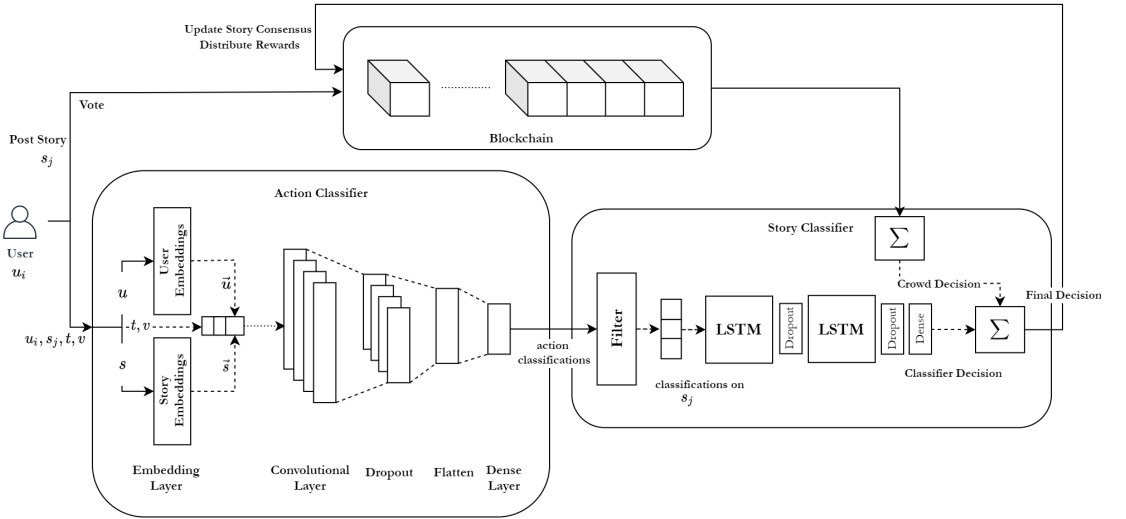 Update Story Consensus
Distribute Rewards
Vote
Blockchain
Post Story
s_j
User
u_i
u_i, s_j, t, v
Action Classifier
User
Embeddings
u
u⃗
t, v
s
s⃗
Story
Embeddings
Embedding
Layer
Convolutional
Layer
Dropout
Flatten
Dense
Layer
action
classifications
Story Classifier
Σ
Crowd Decision
Final Decision
Filter
classifications on
s_j
LSTM
Dropout
LSTM
Dropout
Dense
Σ
Classifier Decision